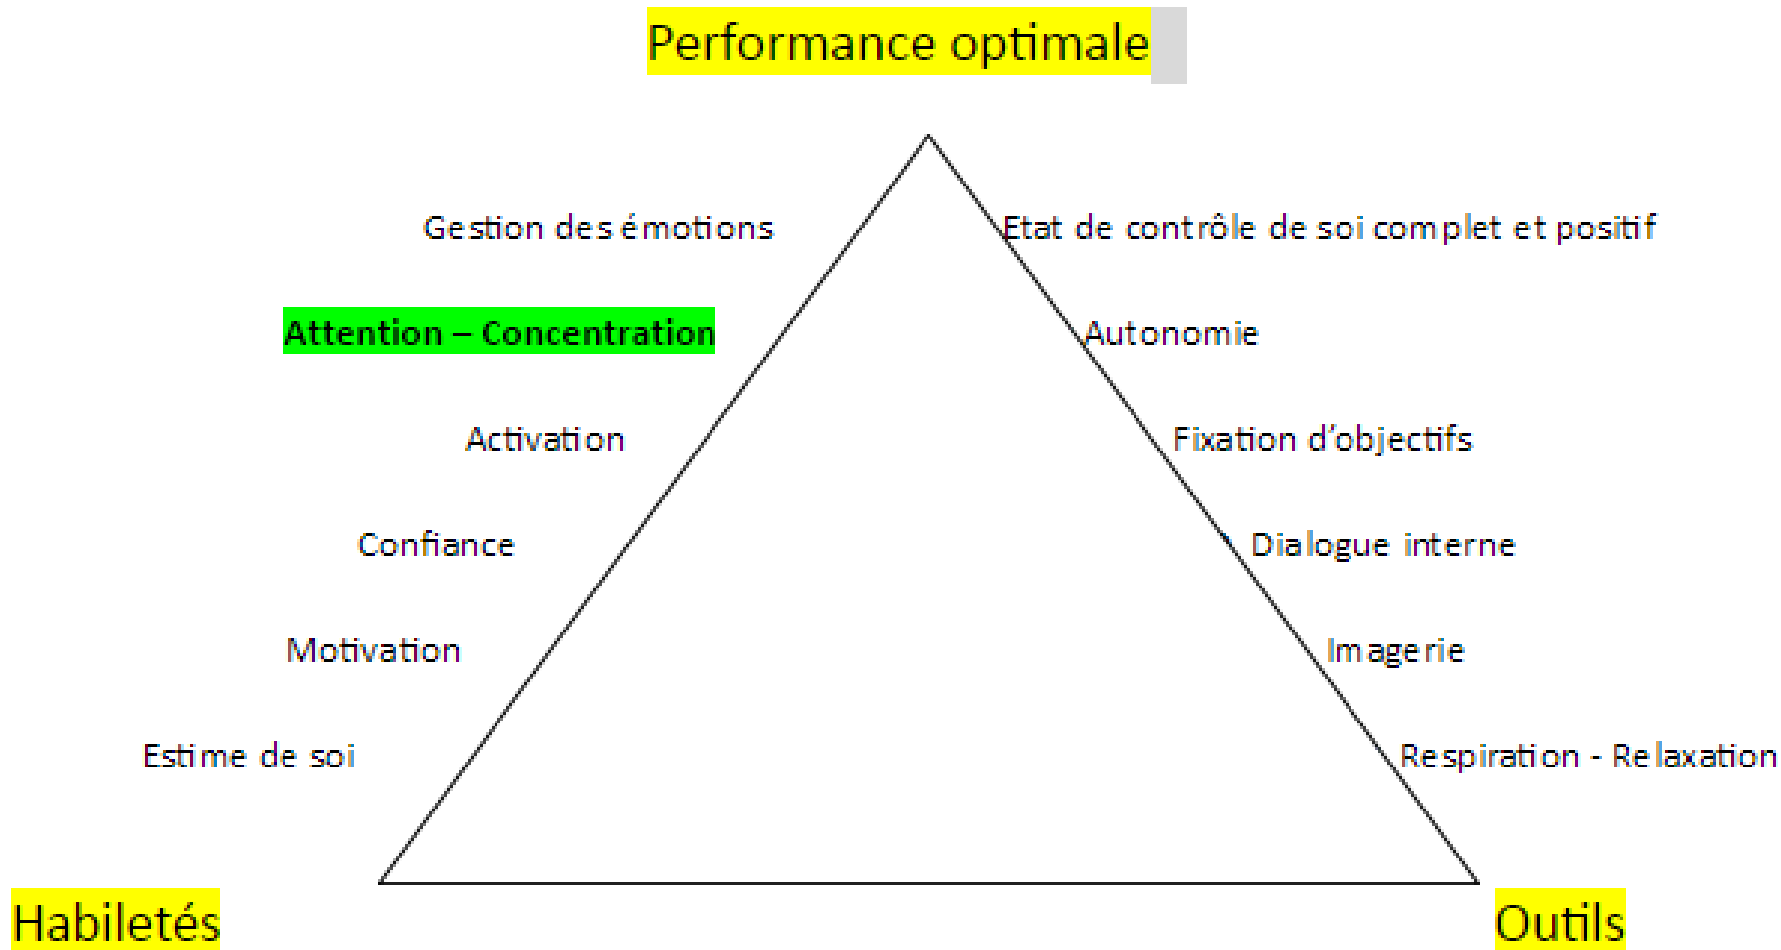 Performance optimale
Gestion des émotions
Etat de contrôle de soi complet et positif
Attention – Concentration
Autonomie
Activation
Fixation d’objectifs
Confiance
Dialogue interne
Motivation
Imagerie
Estime de soi
Respiration - Relaxation
Habiletés
Outils